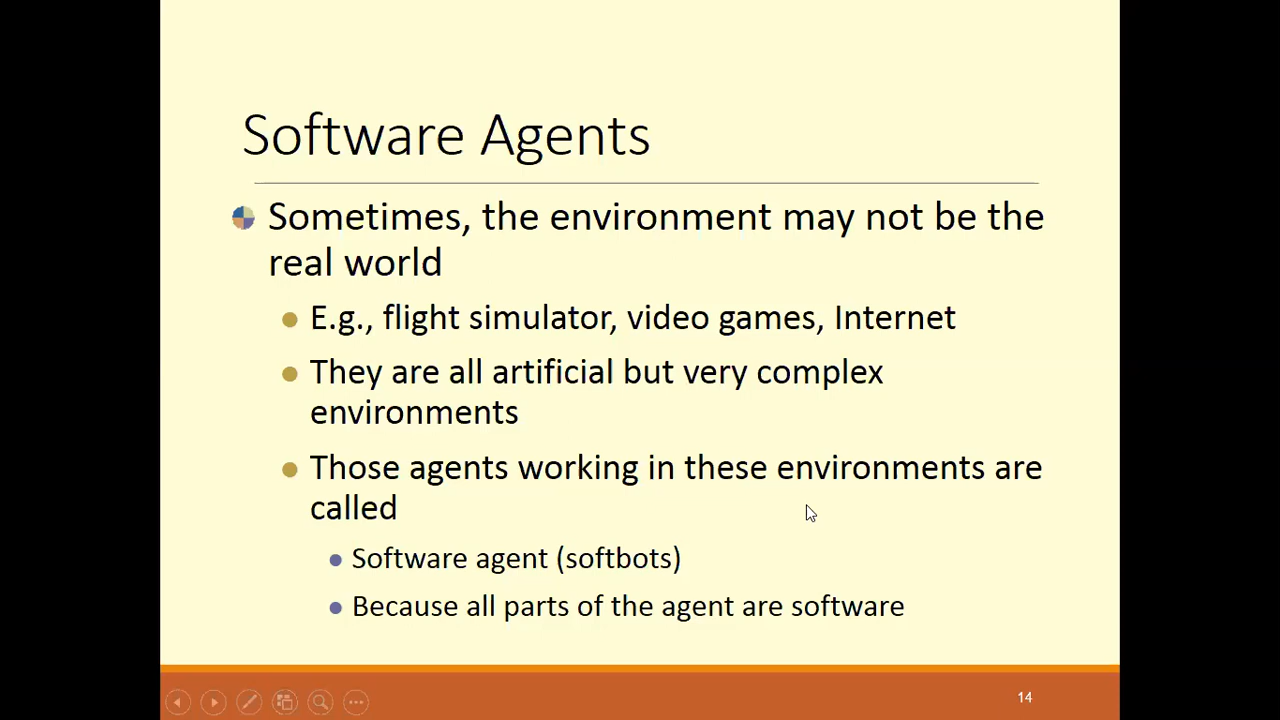 Software Agents
Sometimes, the environment may not be the
real world
E.g., flight simulator, video games, Internet
They are all artificial but very complex
environments
Those agents working in these environments are
called
Software agent (softbots)
Because all parts of the agent are software
14